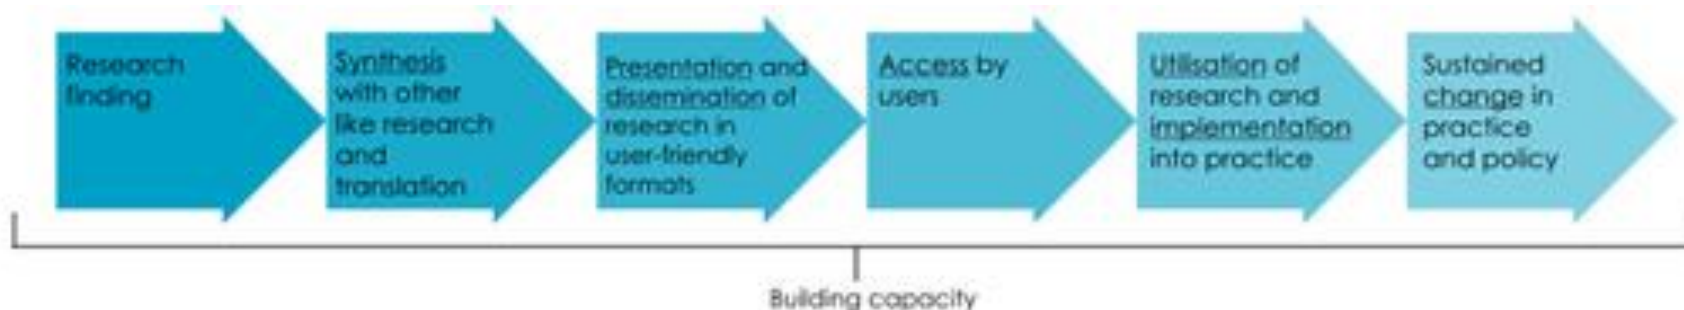 Research
finding
Synthesis
with other
like research
and
translation
Presentation and
dissemination of
research in
user-friendly
formats
Access by
users
Utilisation of
research and
implementation
into practice
Sustained
change in
practice
and policy
Building capacity